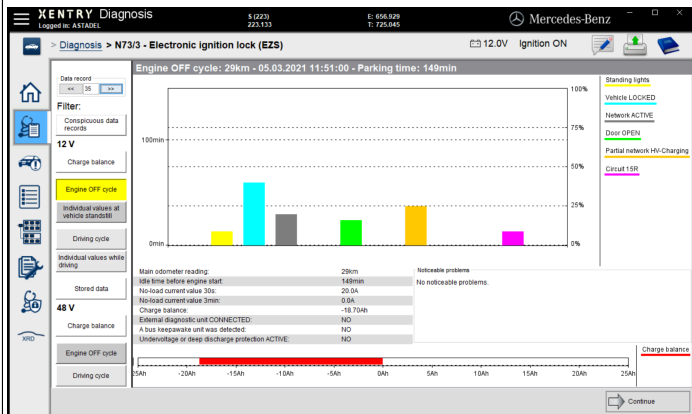 XENTRY Diagnosis
Logged in: ASTADEL
S (223)
223.133
E: 656.929
T: 725.045
Mercedes-Benz
> Diagnosis > N73/3 - Electronic ignition lock (EZS)
12.0V Ignition ON
Data record
<< 35 >>
Filter:
Conspicuous data
records
12 V
Charge balance
Engine OFF cycle
Individual values at
vehicle standstill
Driving cycle
Individual values while
driving
Stored data
48 V
Charge balance
Engine OFF cycle
Driving cycle
XRD
Engine OFF cycle: 29km - 05.03.2021 11:51:00 - Parking time: 149min
100%
75%
50%
25%
0%
100min
0min
Standing lights
Vehicle LOCKED
Network ACTIVE
Door OPEN
Partial network HV-Charging
Circuit 15R
Main odometer reading: 29km
Idle time before engine start: 149min
No-load current value 30s: 20.0A
No-load current value 3min: 0.0A
Charge balance: -18.70Ah
External diagnostic unit CONNECTED: NO
A bus keepawake unit was detected: NO
Undervoltage or deep discharge protection ACTIVE: NO
Noticeable problems
No noticeable problems.
Charge balance
25Ah -20Ah -15Ah -10Ah -5Ah 0Ah 5Ah 10Ah 15Ah 20Ah 25Ah
Continue